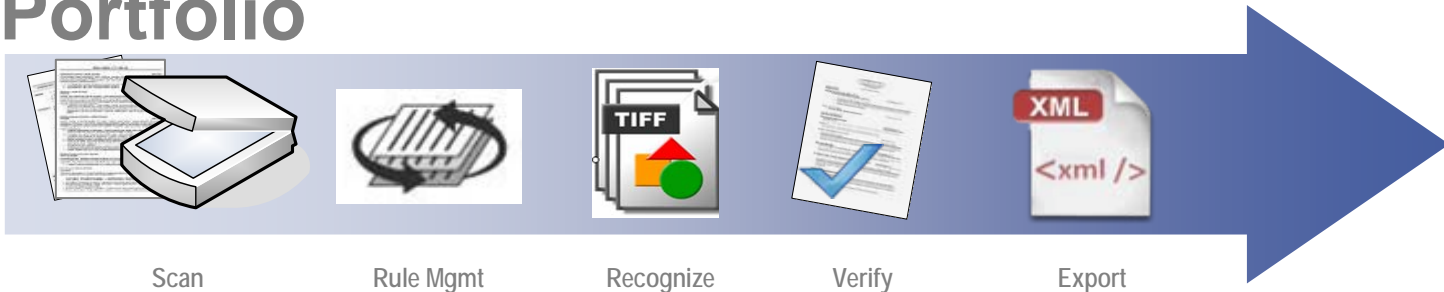 Portfolio
TIFF
XML
<xml />
Scan
Rule Mgmt
Recognize
Verify
Export